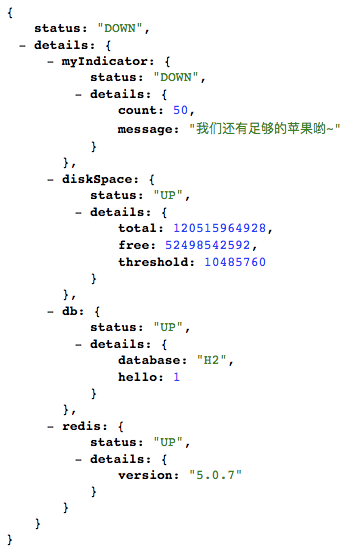 {
status: "DOWN",
– details: {
– myIndicator: {
status: "DOWN",
– details: {
count: 50,
message: "我们还有足够的苹果哟~"
}
},
– diskSpace: {
status: "UP",
– details: {
total: 120515964928,
free: 52498542592,
threshold: 10485760
}
},
– db: {
status: "UP",
– details: {
database: "H2",
hello: 1
}
},
– redis: {
status: "UP",
– details: {
version: "5.0.7"
}
}
}
}